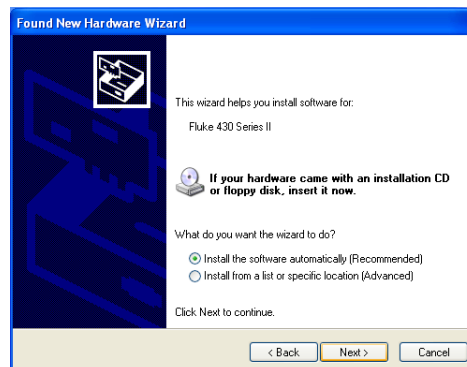 Found New Hardware Wizard
This wizard helps you install software for:
Fluke 430 Series II
If your hardware came with an installation CD
or floppy disk, insert it now.
What do you want the wizard to do?
Install the software automatically (Recommended)
Install from a list or specific location (Advanced)
Click Next to continue.
< Back Next > Cancel